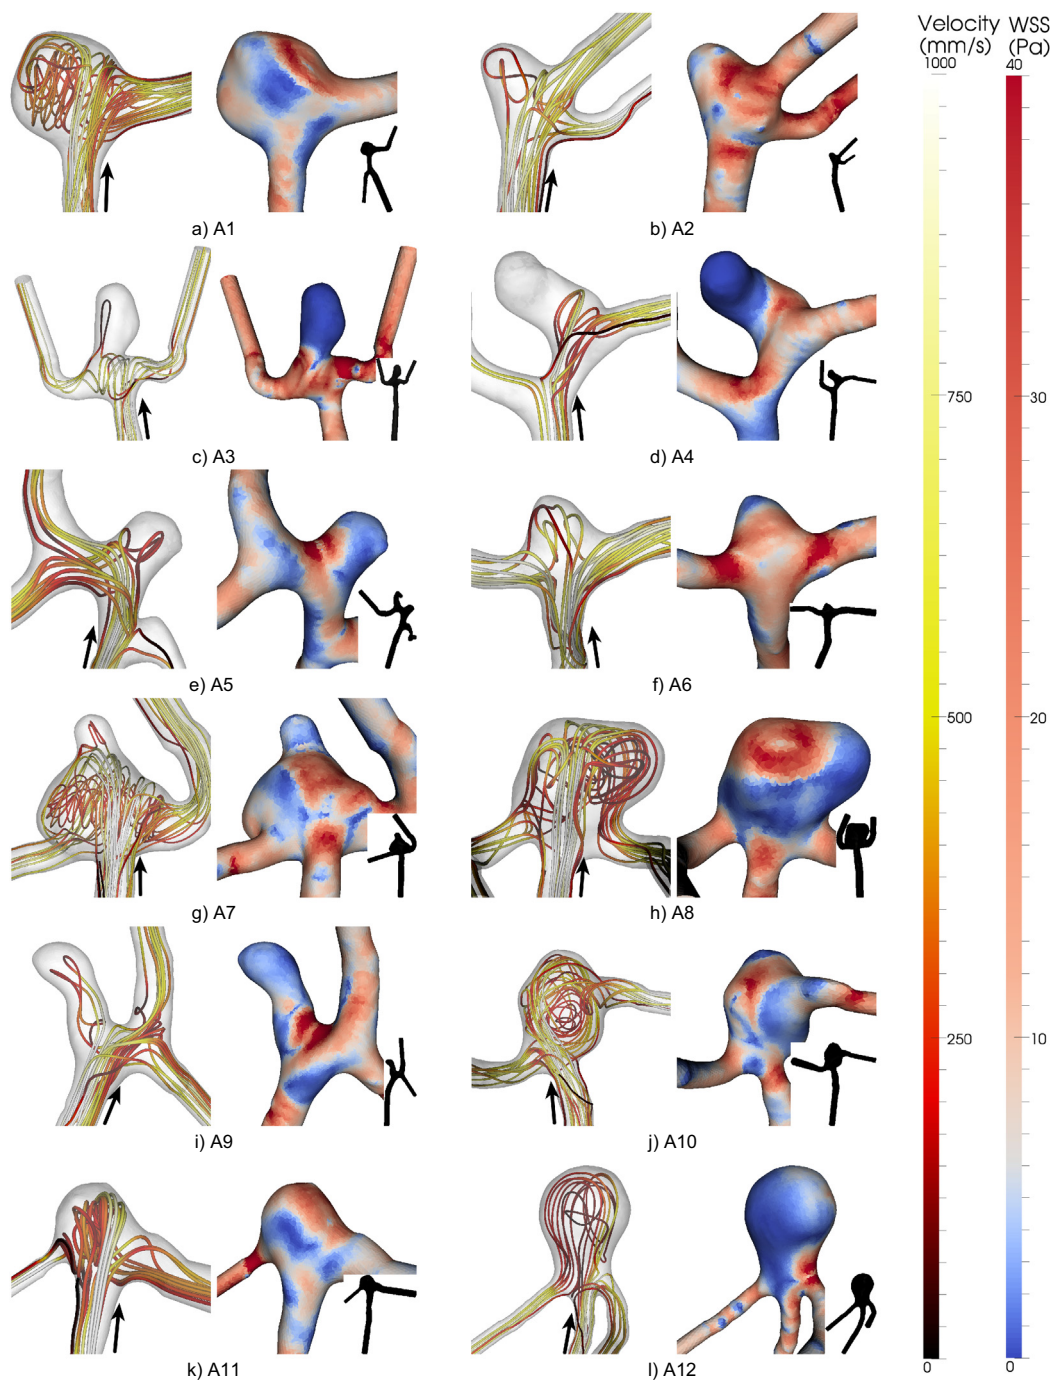 Velocity
(mm/s)
1000
WSS
(Pa)
40
a) A1
b) A2
c) A3
d) A4
750
30
e) A5
f) A6
500
20
g) A7
h) A8
250
10
i) A9
j) A10
k) A11
l) A12
0
0